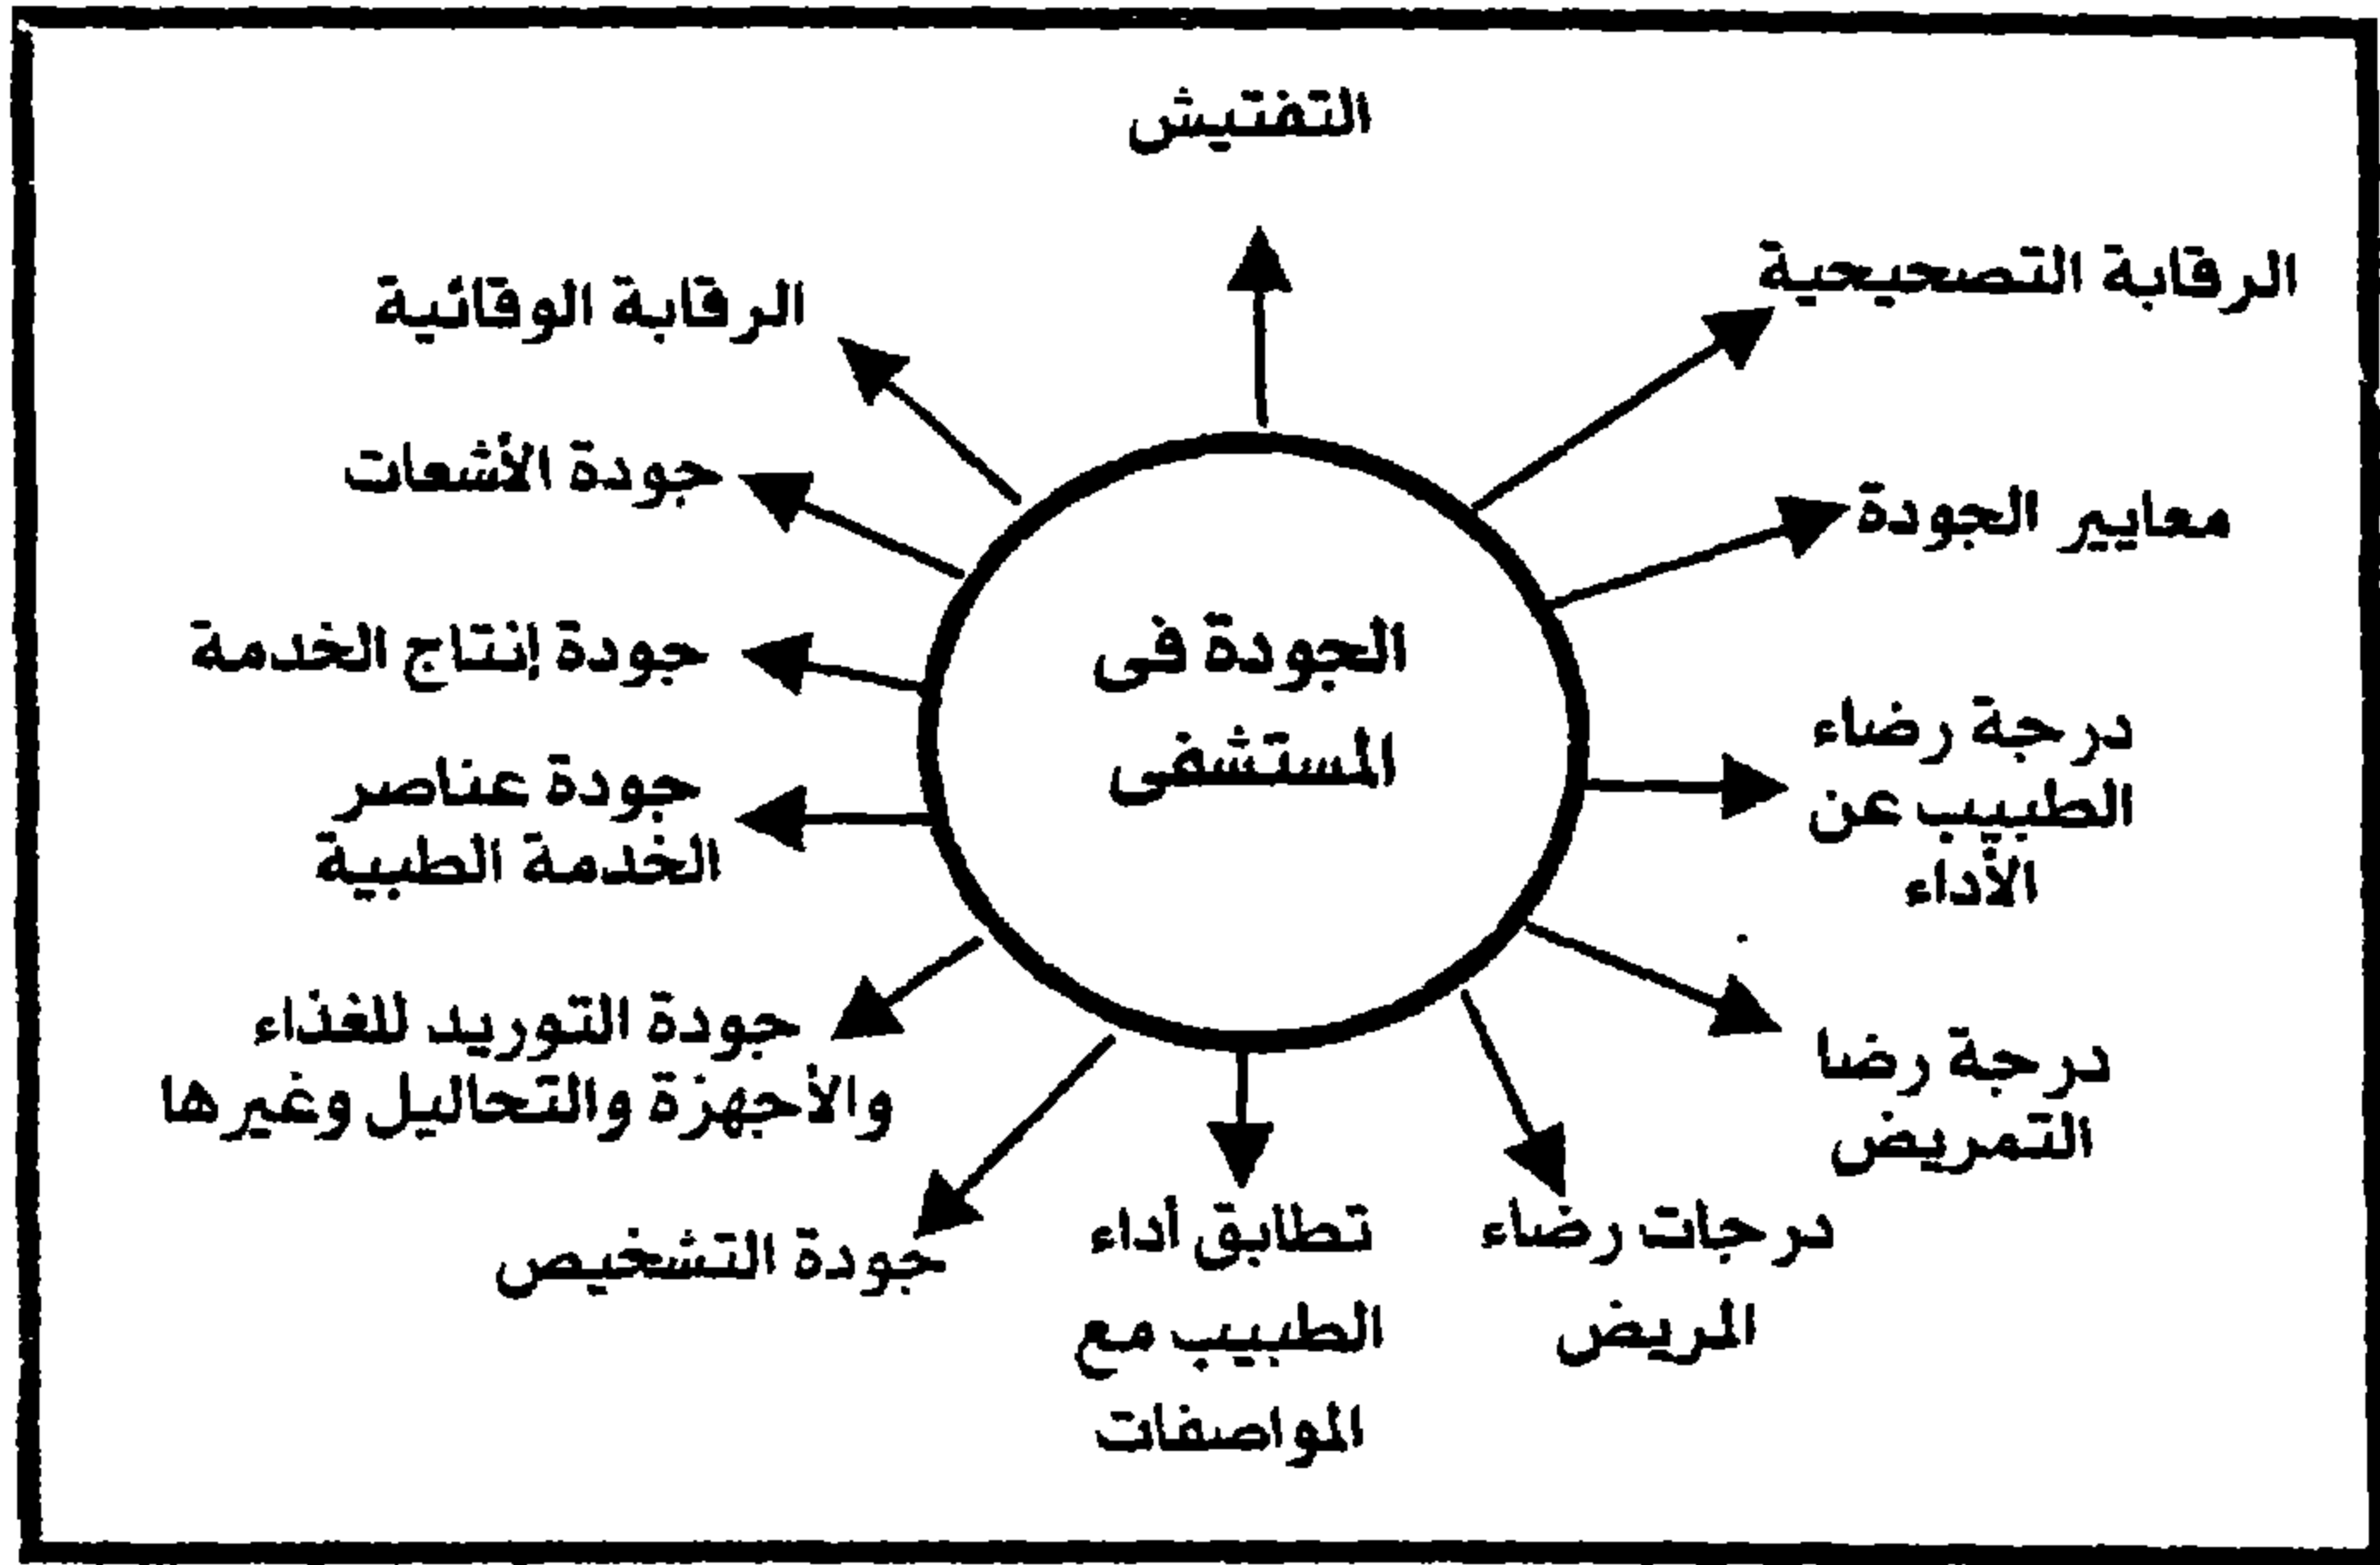 التفتيش
الرقابة التصحيحية
معايير الجودة
درجة رضاء
الطبيب عن
الأداء
درجة رضا
التمريض
درجات رضاء
المريض
تطابق أداء
الطبيب مع
المواصفات
جودة التشخيص
جودة التوريد للغذاء
والأجهزة والتحاليل وغيرها
جودة عناصر
الخدمة الطبية
جودة إنتاج الخدمة
جودة الأشعات
الرقابة الوقائية
الجودة فى
المستشفى